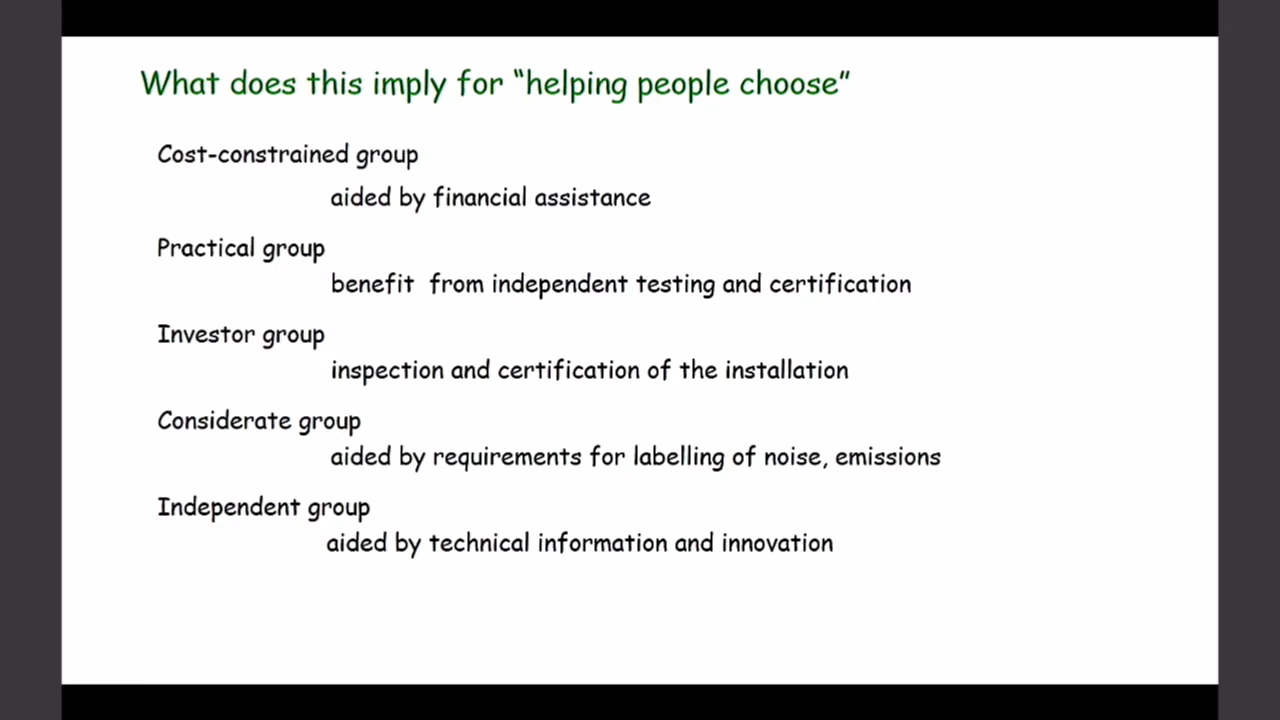 What does this imply for “helping people choose”
Cost-constrained group
aided by financial assistance
Practical group
benefit from independent testing and certification
Investor group
inspection and certification of the installation
Considerate group
aided by requirements for labelling of noise, emissions
Independent group
aided by technical information and innovation